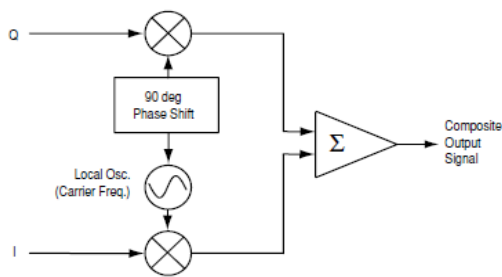 Q
90 deg
Phase Shift
Local Osc.
(Carrier Freq.)
Σ
Composite
Output
Signal
I